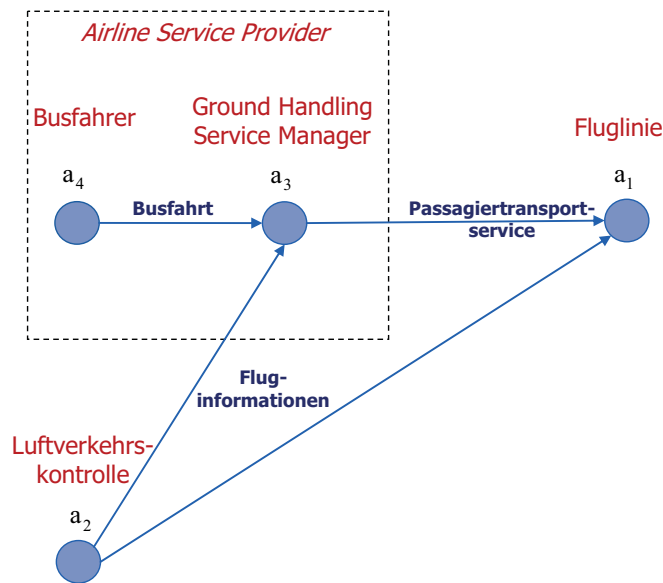 Airline Service Provider
Busfahrer
Ground Handling
Service Manager
Fluglinie
a4
a3
a1
Busfahrt
Passagiertransport-
service
Flug-
informationen
Luftverkehrs-
kontrolle
a2